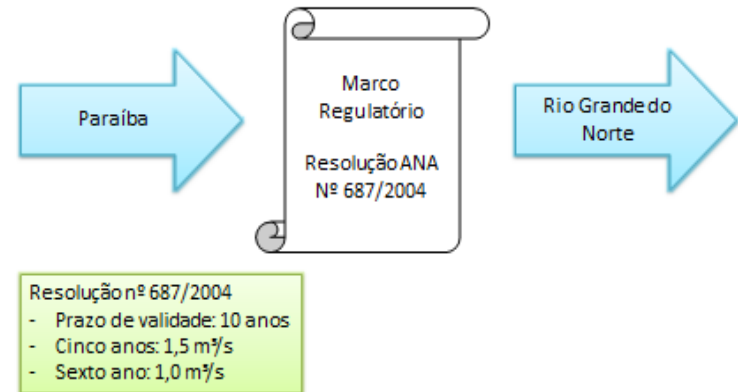 Paraíba
Marco
Regulatório
Resolução ANA
Nº 687/2004
Rio Grande do
Norte
Resolução nº 687/2004
- Prazo de validade: 10 anos
- Cinco anos: 1,5 m³/s
- Sexto ano: 1,0 m³/s